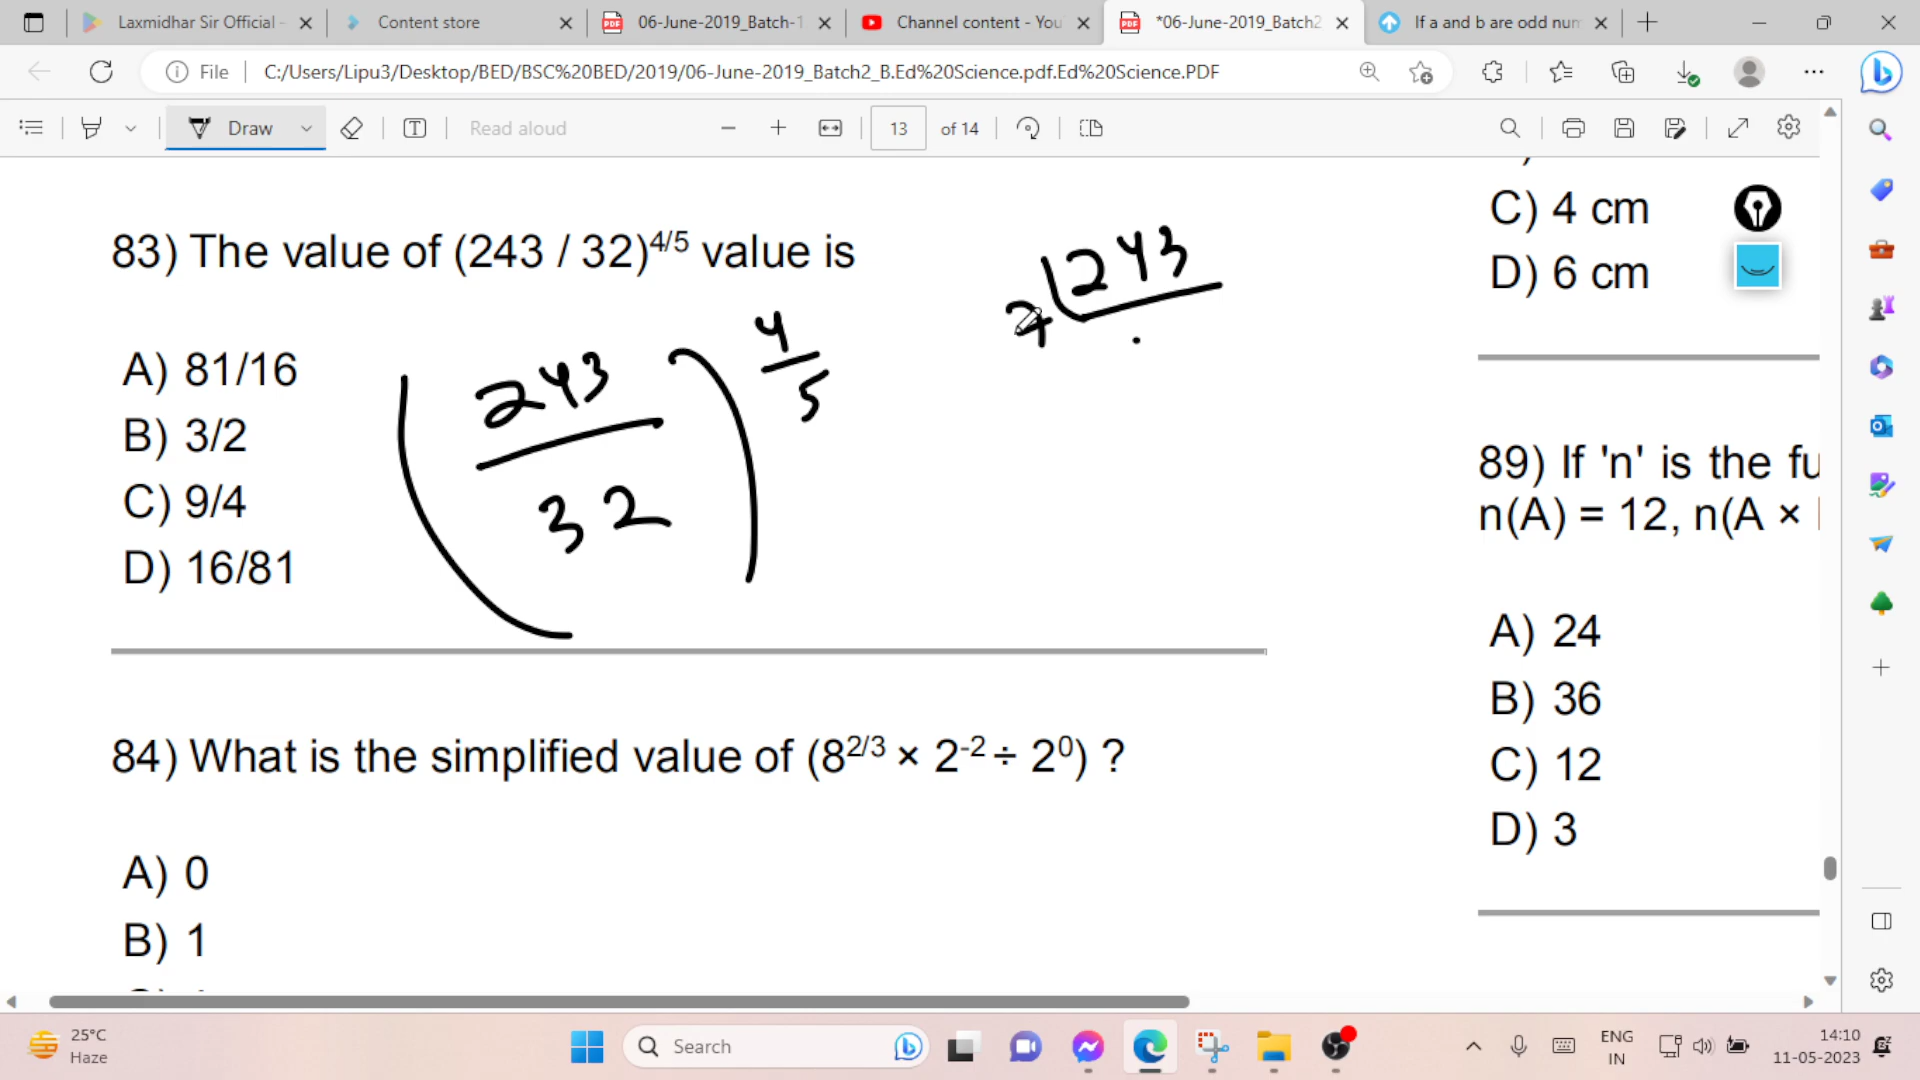 Laxmidhar Sir Official -
Content store
06-June-2019_Batch-1
Channel content - You
*06-June-2019_Batch2
If a and b are odd num
File
C:/Users/Lipu3/Desktop/BED/BSC%20BED/2019/06-June-2019_Batch2_B.Ed%20Science.pdf.Ed%20Science.PDF
Draw
Read aloud
13 of 14
83) The value of (243 / 32)^4/5 value is
A) 81/16
B) 3/2
C) 9/4
D) 16/81
(243/32)^4/5
243
84) What is the simplified value of (8^2/3 × 2^-2 ÷ 2^0) ?
A) 0
B) 1
C) 4 cm
D) 6 cm
89) If 'n' is the fu
n(A) = 12, n(A ×
A) 24
B) 36
C) 12
D) 3
25°C
Haze
Search
ENG
IN
14:10
11-05-2023